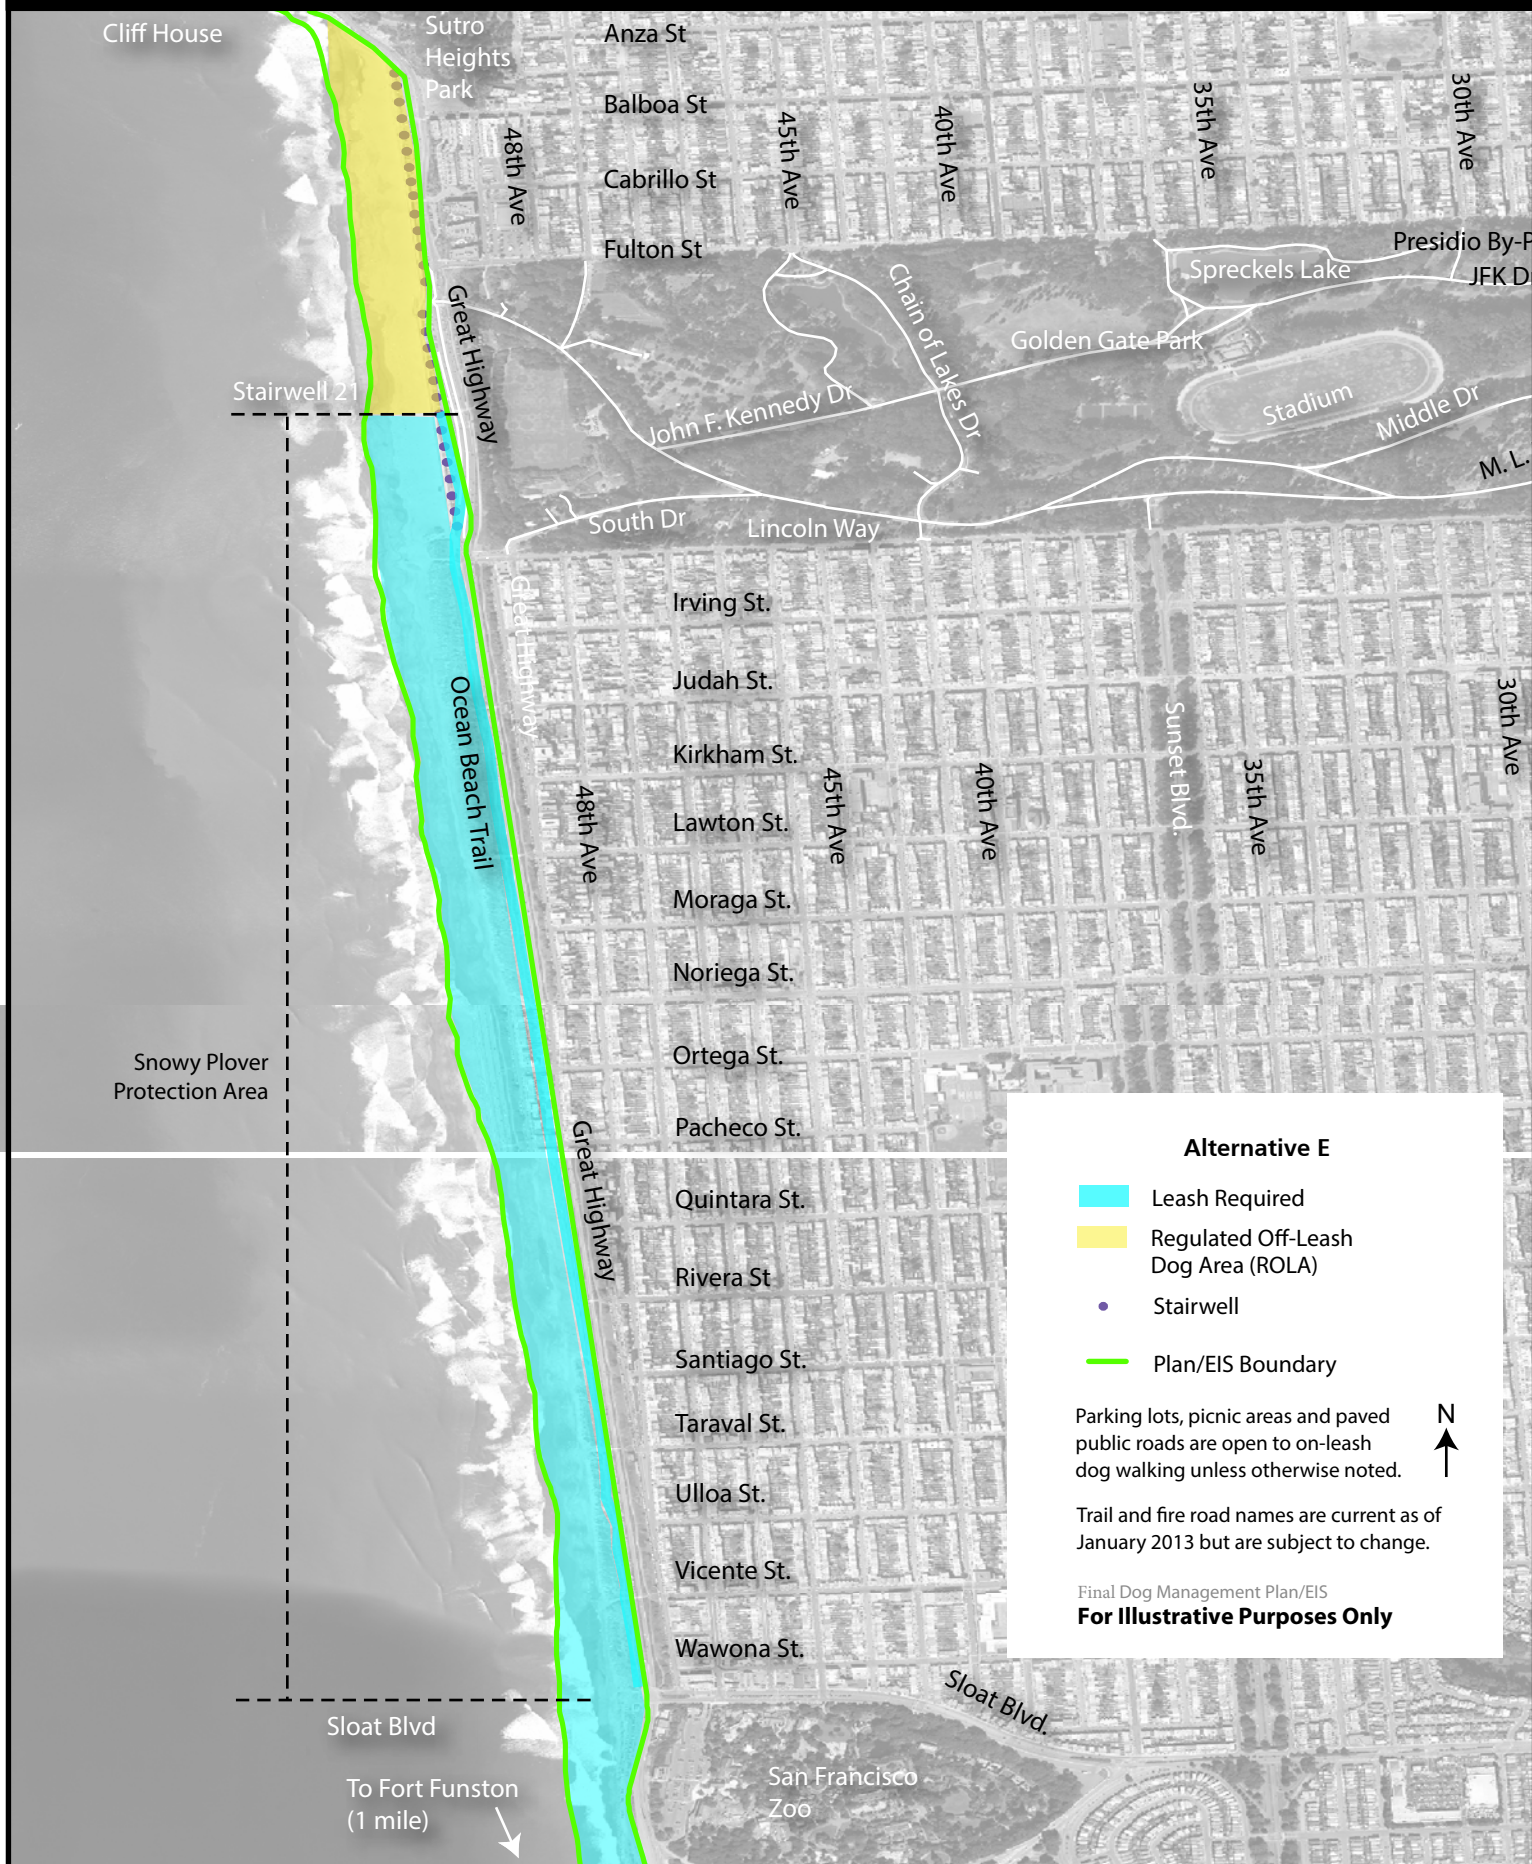 Cliff House
Sutro
Heights
Park
Anza St
Balboa St
Cabrillo St
Fulton St
48th Ave
45th Ave
40th Ave
35th Ave
30th Ave
Presidio By-P
JFK D
Spreckels Lake
Golden Gate Park
Chain of Lakes Dr
Great Highway
John F. Kennedy Dr
Stadium
Middle Dr
M. L.
Stairwell 21
South Dr
Lincoln Way
Great Highway
Irving St.
Judah St.
Kirkham St.
Lawton St.
Moraga St.
Noriega St.
Ortega St.
Pacheco St.
Quintara St.
Rivera St
Santiago St.
Taraval St.
Ulloa St.
Vicente St.
Wawona St.
48th Ave
45th Ave
40th Ave
Sunset Blvd.
35th Ave
30th Ave
Ocean Beach Trail
Great Highway
Snowy Plover
Protection Area
Sloat Blvd
Sloat Blvd.
To Fort Funston
(1 mile)
San Francisco
Zoo
Alternative E
Leash Required
Regulated Off-Leash
Dog Area (ROLA)
Stairwell
Plan/EIS Boundary
Parking lots, picnic areas and paved
public roads are open to on-leash
dog walking unless otherwise noted.
N
Trail and fire road names are current as of
January 2013 but are subject to change.
Final Dog Management Plan/EIS
For Illustrative Purposes Only